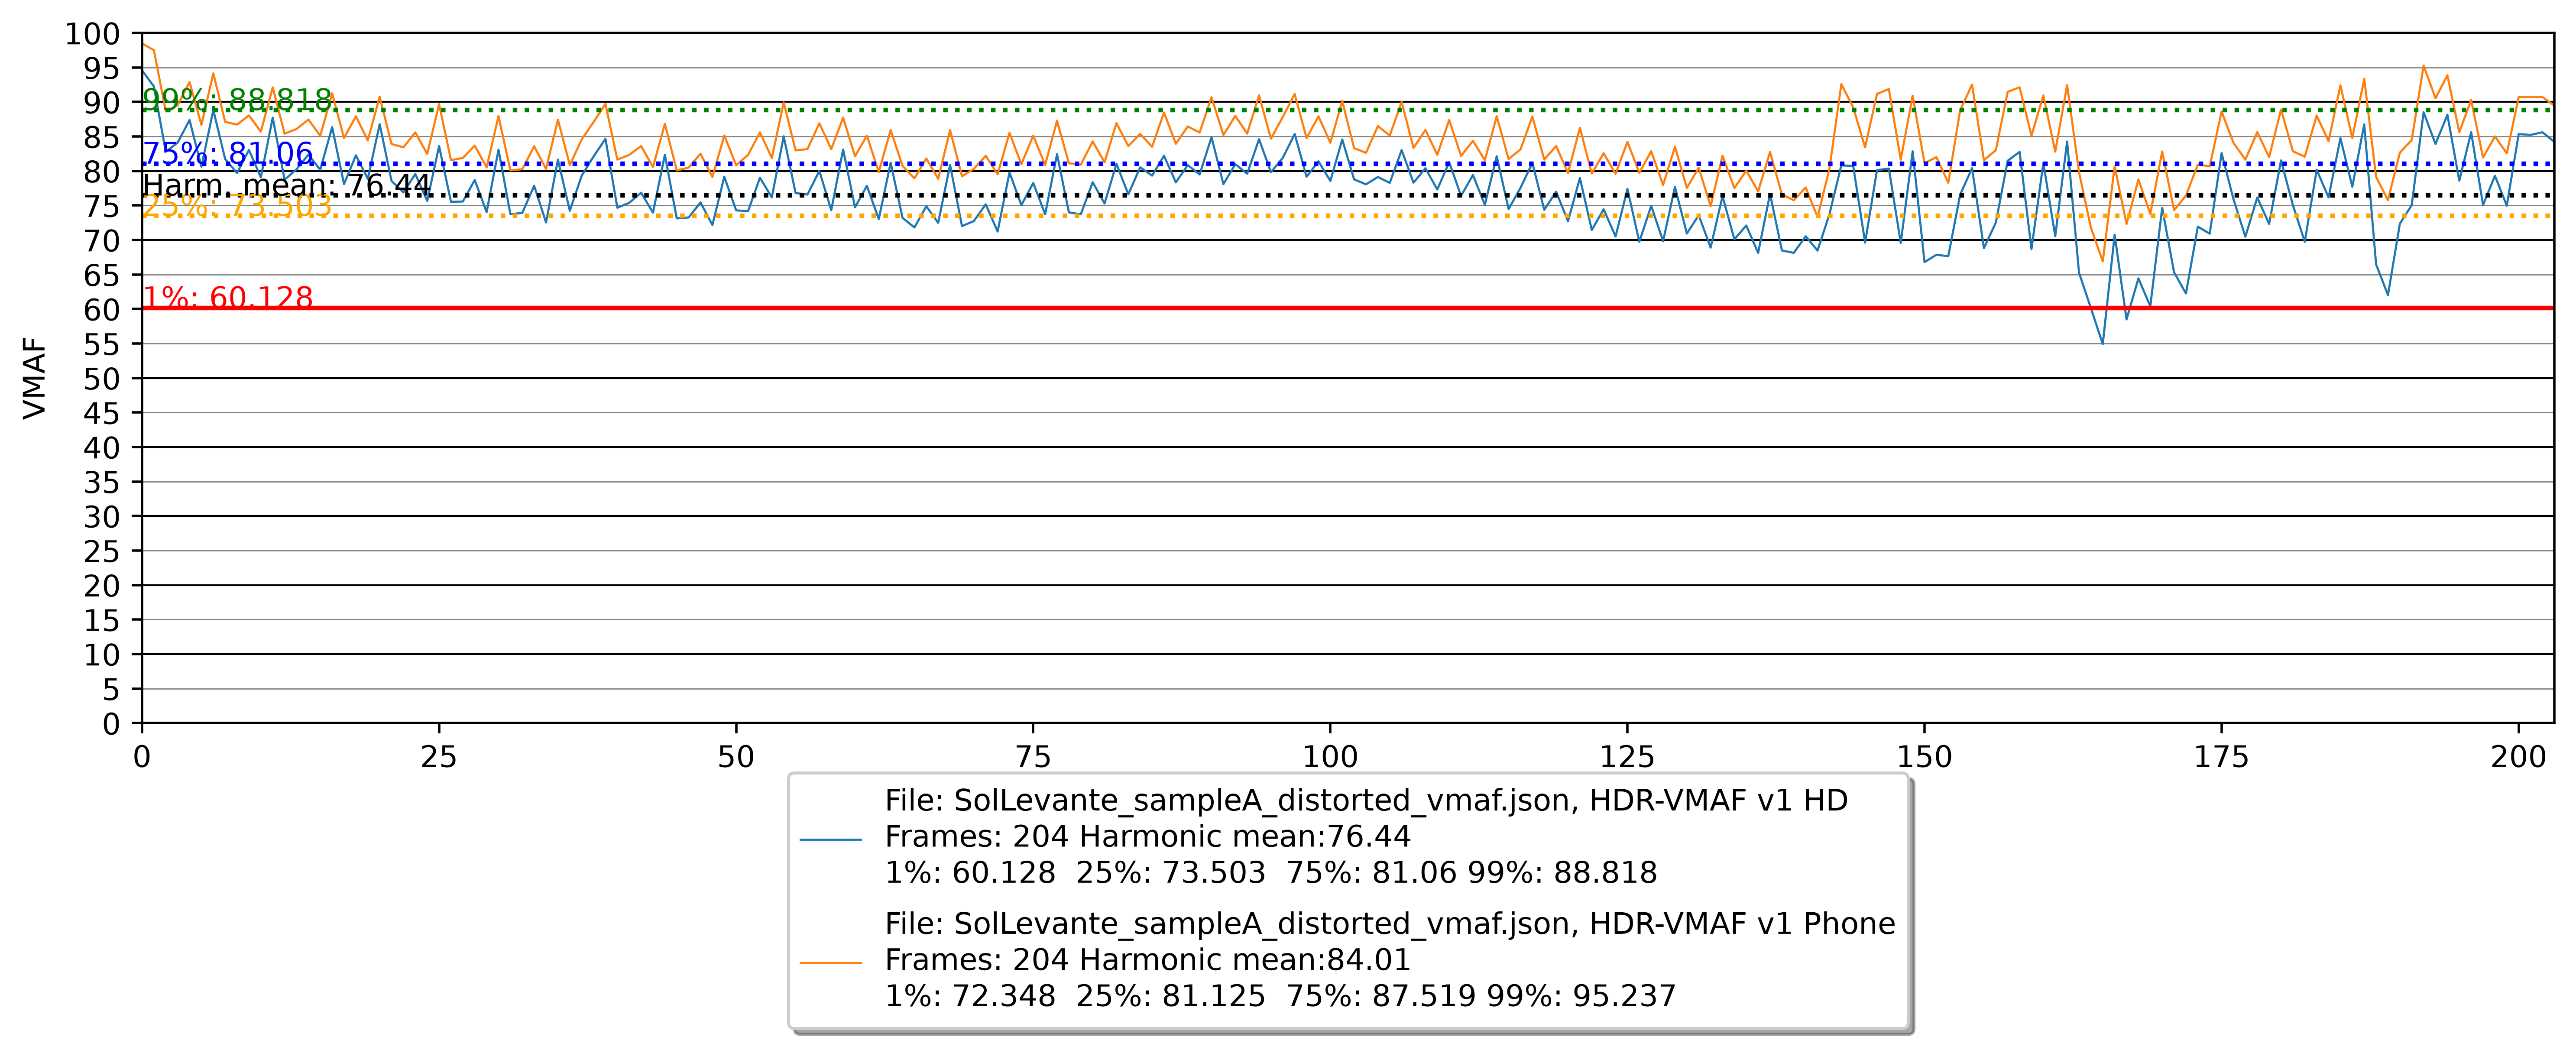 100
95
90
85
80
75
70
65
60
55
50
45
40
35
30
25
20
15
10
5
0
VMAF
99%: 88.818
75%: 81.06
Harm. mean: 76.44
25%: 73.503
1%: 60.128
0 25 50 75 100 125 150 175 200
File: SolLevante_sampleA_distorted_vmaf.json, HDR-VMAF v1 HD
Frames: 204 Harmonic mean:76.44
1%: 60.128  25%: 73.503  75%: 81.06 99%: 88.818
File: SolLevante_sampleA_distorted_vmaf.json, HDR-VMAF v1 Phone
Frames: 204 Harmonic mean:84.01
1%: 72.348  25%: 81.125  75%: 87.519 99%: 95.237